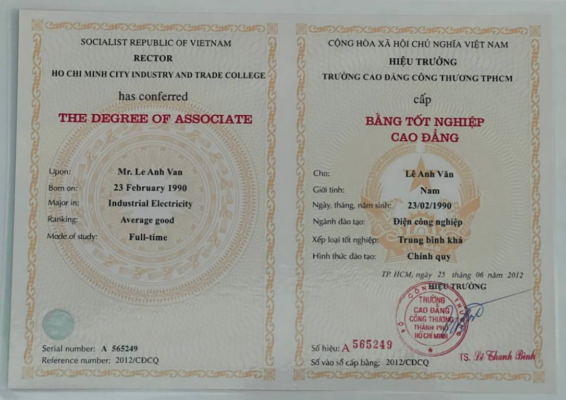 SOCIALIST REPUBLIC OF VIETNAM
RECTOR
HO CHI MINH CITY INDUSTRY AND TRADE COLLEGE
has conferred
THE DEGREE OF ASSOCIATE
Upon: Mr. Le Anh Van
Born on: 23 February 1990
Major in: Industrial Electricity
Ranking: Average good
Mode of study: Full-time
Serial number: A 565249
Reference number: 2012/CDCQ
CỘNG HÒA XÃ HỘI CHỦ NGHĨA VIỆT NAM
HIỆU TRƯỞNG
TRƯỜNG CAO ĐẲNG CÔNG THƯƠNG TPHCM
cấp
BẰNG TỐT NGHIỆP
CAO ĐẲNG
Cho: Lê Anh Văn
Giới tính: Nam
Ngày, tháng, năm sinh: 23/02/1990
Ngành đào tạo: Điện công nghiệp
Xếp loại tốt nghiệp: Trung bình khá
Hình thức đào tạo: Chính quy
TP. HCM, ngày 25 tháng 06 năm 2012
HIỆU TRƯỞNG
TRƯỜNG
CAO ĐẲNG
CÔNG THƯƠNG
THÀNH PHỐ
HỒ CHÍ MINH
Số hiệu: A 565249
Số vào sổ cấp bằng: 2012/CDCQ
TS. Lê Thanh Bình